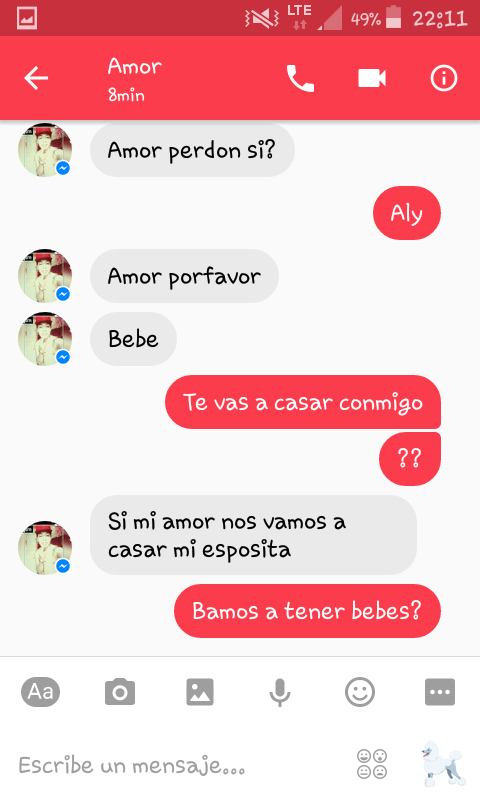 LTE
49%
22:11
Amor
8min
Amor perdon si?
Aly
Amor porfavor
Bebe
Te vas a casar conmigo
??
Si mi amor nos vamos a
casar mi esposita
Bamos a tener bebes?
Aa
Escribe un mensaje...